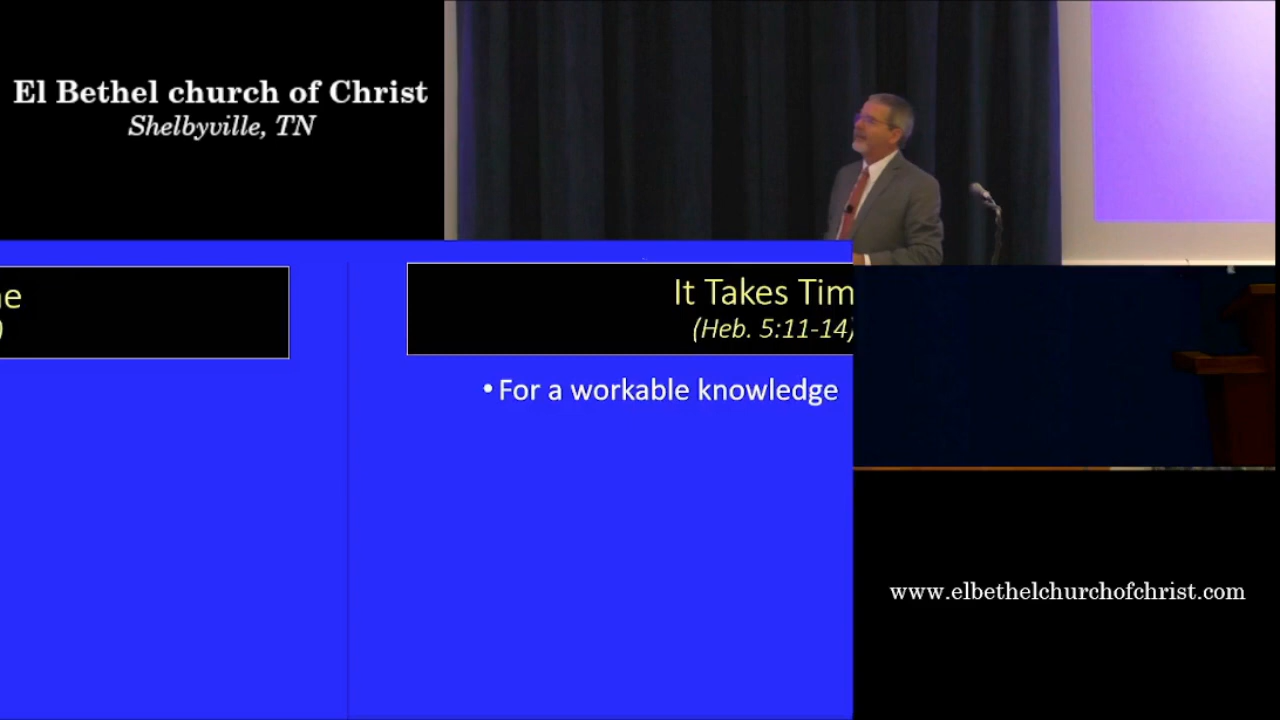 El Bethel church of Christ
Shelbyville, TN
e
)
It Takes Tim
(Heb. 5:11-14)
• For a workable knowledge
www.elbethelchurchofchrist.com